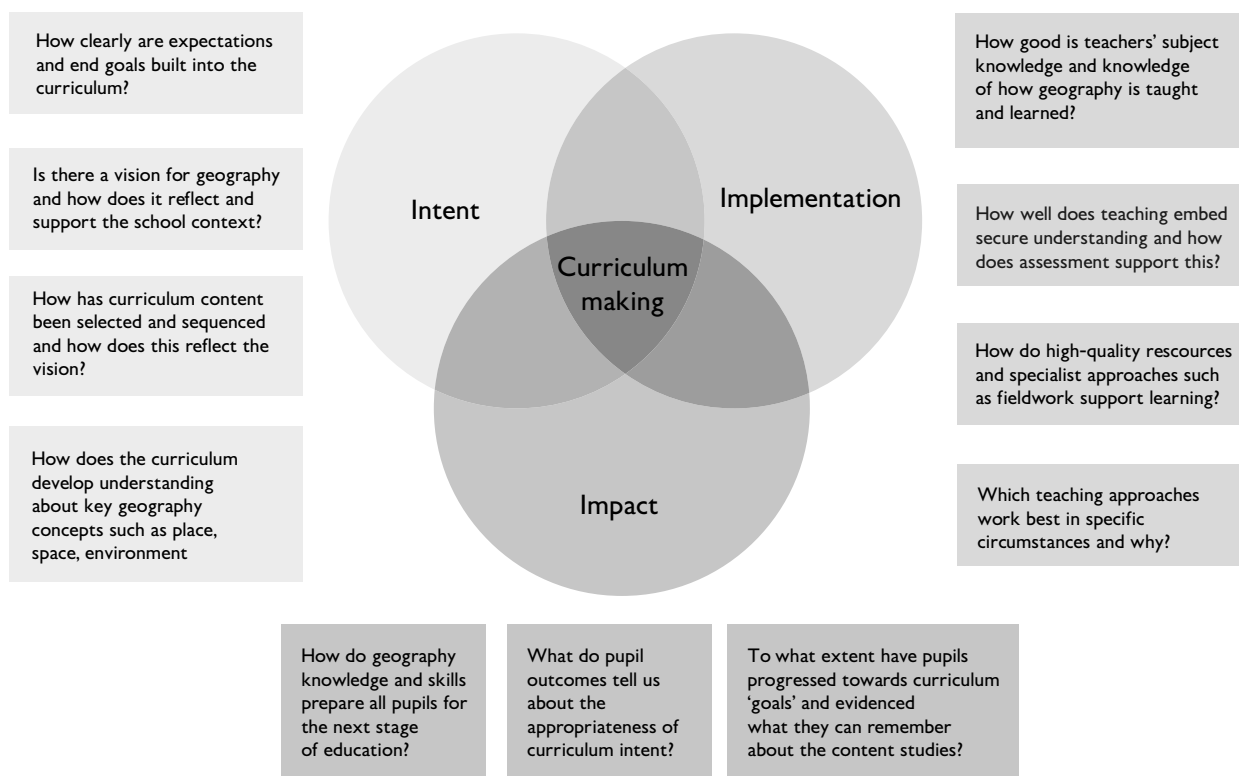 How clearly are expectations
and end goals built into the
curriculum?
Is there a vision for geography
and how does it reflect and
support the school context?
How has curriculum content
been selected and sequenced
and how does this reflect the
vision?
How does the curriculum
develop understanding
about key geography
concepts such as place,
space, environment
Intent
Implementation
Curriculum
making
Impact
How good is teachers’ subject
knowledge and knowledge
of how geography is taught
and learned?
How well does teaching embed
secure understanding and how
does assessment support this?
How do high-quality rescources
and specialist approaches such
as fieldwork support learning?
Which teaching approaches
work best in specific
circumstances and why?
How do geography
knowledge and skills
prepare all pupils for
the next stage
of education?
What do pupil
outcomes tell us
about the
appropriateness of
curriculum intent?
To what extent have pupils
progressed towards curriculum
‘goals’ and evidenced
what they can remember
about the content studies?